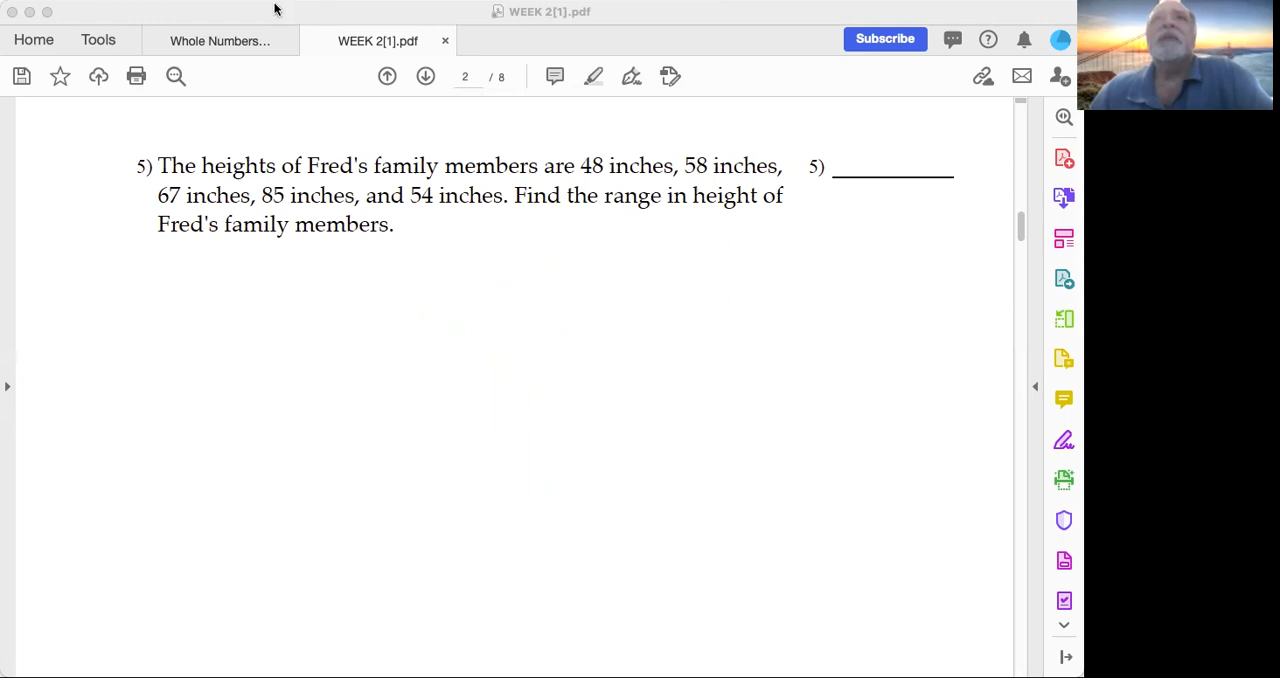 WEEK 2[1].pdf
Home
Tools
Whole Numbers...
WEEK 2[1].pdf
×
Subscribe
2 / 8
5) The heights of Fred's family members are 48 inches, 58 inches,
67 inches, 85 inches, and 54 inches. Find the range in height of
Fred's family members.
5) ___________